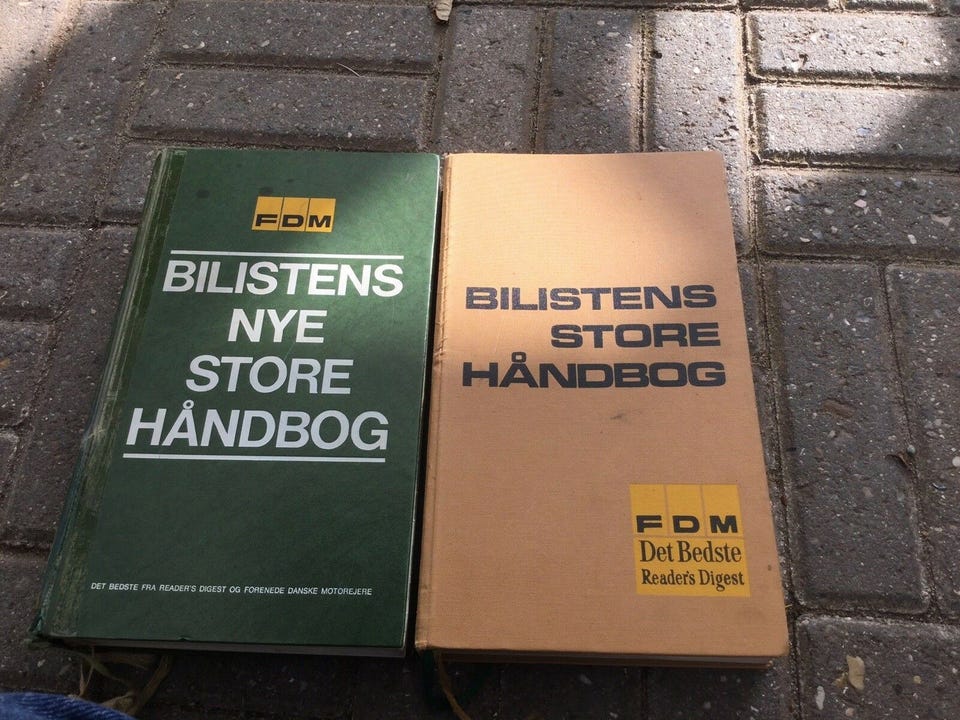 FDM
BILISTENS
NYE
STORE
HÅNDBOG
DET BEDSTE FRA READER'S DIGEST OG FORENEDE DANSKE MOTOREJERE
BILISTENS
STORE
HÅNDBOG
FDM
Det Bedste
Reader's Digest